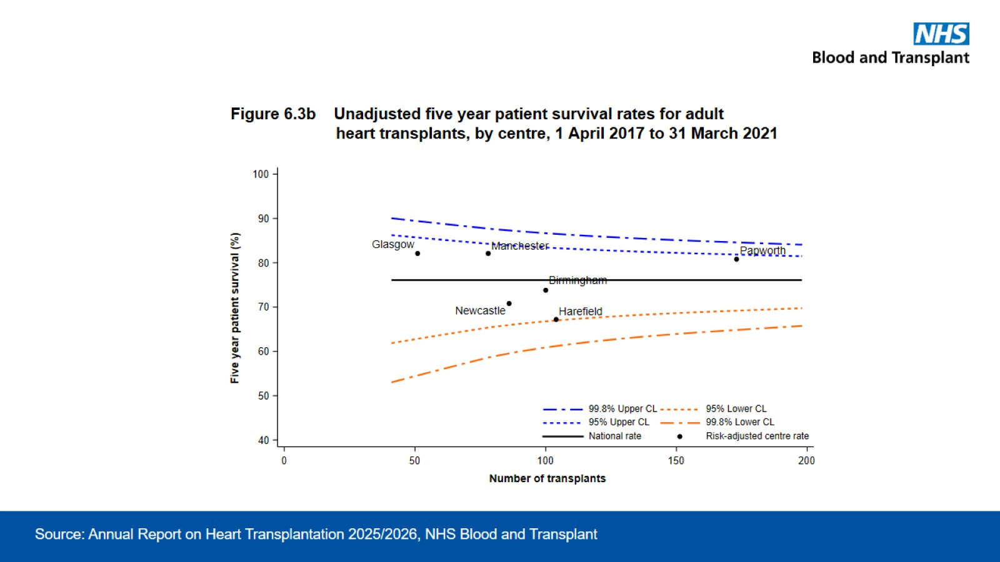 NHS
Blood and Transplant
Figure 6.3b Unadjusted five year patient survival rates for adult
heart transplants, by centre, 1 April 2017 to 31 March 2021
Five year patient survival (%)
100
90
80
70
60
50
40
Glasgow
Manchester
Papworth
Birmingham
Newcastle
Harefield
99.8% Upper CL
95% Lower CL
95% Upper CL
99.8% Lower CL
National rate
Risk-adjusted centre rate
0 50 100 150 200
Number of transplants
Source: Annual Report on Heart Transplantation 2025/2026, NHS Blood and Transplant